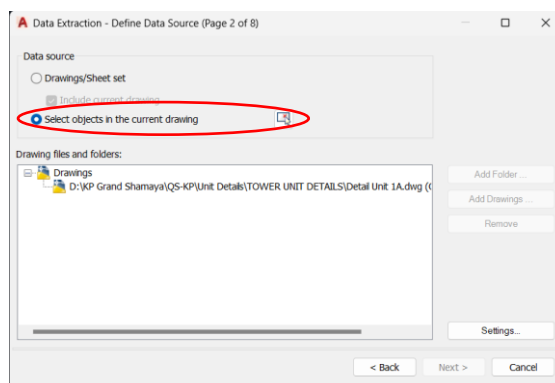 Data Extraction - Define Data Source (Page 2 of 8)
Data source
Drawings/Sheet set
Include current drawing
Select objects in the current drawing
Drawing files and folders:
Drawings
D:\KP Grand Shamaya\QS-KP\Unit Details\TOWER UNIT DETAILS\Detail Unit 1A.dwg (C
Add Folder ...
Add Drawings ...
Remove
Settings...
< Back Next > Cancel